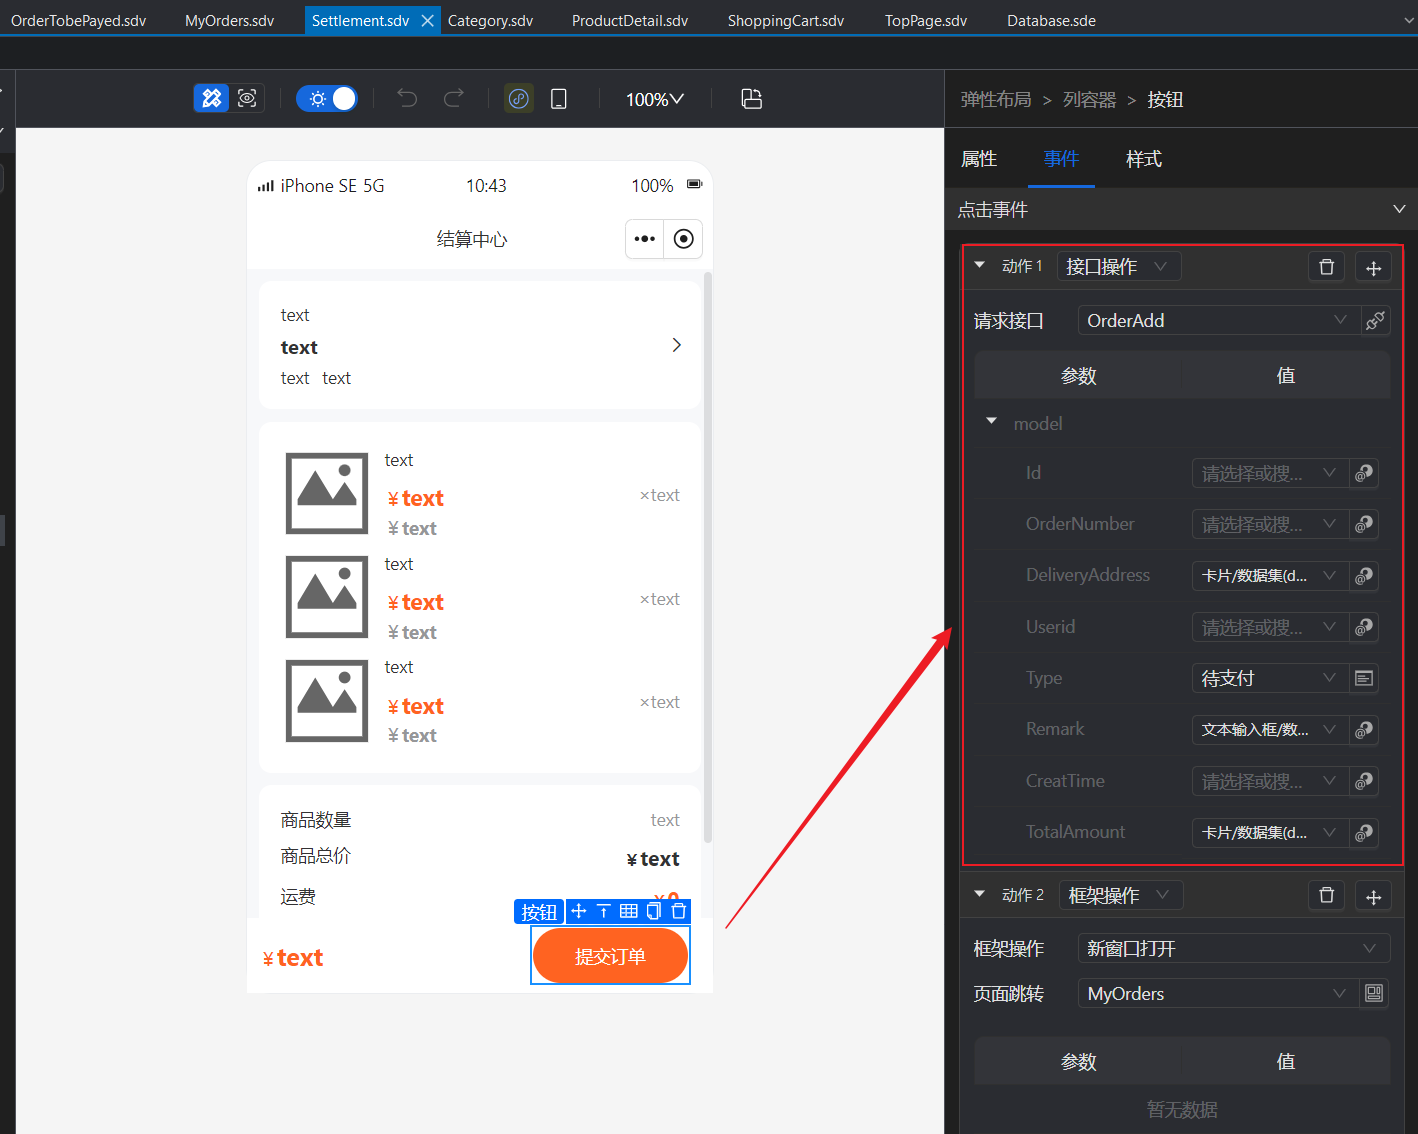 OrderTobePayed.sdv MyOrders.sdv Settlement.sdv Category.sdv ProductDetail.sdv ShoppingCart.sdv TopPage.sdv Database.sde
100%
弹性布局 > 列容器 > 按钮
属性 事件 样式
点击事件
iPhone SE 5G 10:43 100%
结算中心
text
text
text text
text
¥text ×text
¥text
text
¥text ×text
¥text
text
¥text ×text
¥text
商品数量 text
商品总价 ¥text
运费 ¥0
按钮
¥text 提交订单
动作 1 接口操作
请求接口 OrderAdd
参数 值
model
Id 请选择或搜...
OrderNumber 请选择或搜...
DeliveryAddress 卡片/数据集(d...
Userid 请选择或搜...
Type 待支付
Remark 文本输入框/数...
CreatTime 请选择或搜...
TotalAmount 卡片/数据集(d...
动作 2 框架操作
框架操作 新窗口打开
页面跳转 MyOrders
参数 值
暂无数据